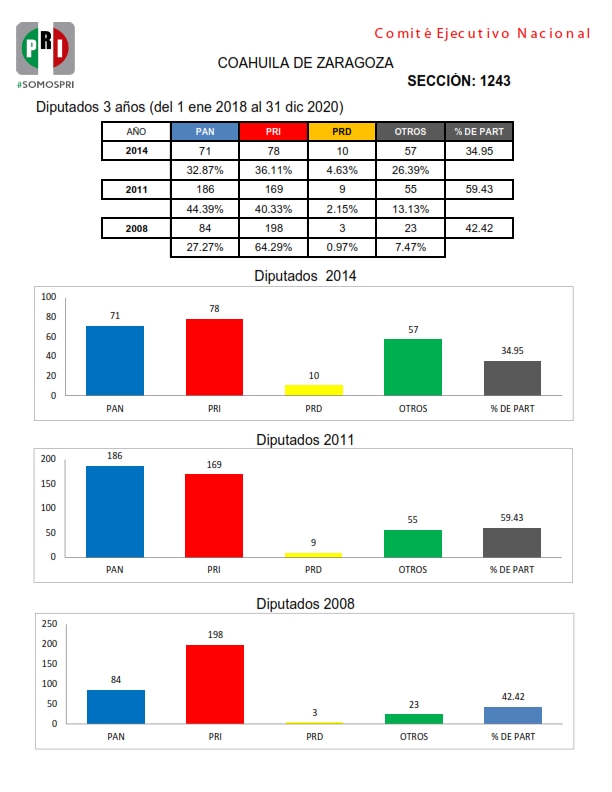 PRI
#SOMOSPRI
Comité Ejecutivo Nacional
COAHUILA DE ZARAGOZA
SECCIÓN: 1243
Diputados 3 años (del 1 ene 2018 al 31 dic 2020)
AÑO PAN PRI PRD OTROS % DE PART
2014 71 78 10 57 34.95
32.87% 36.11% 4.63% 26.39%
2011 186 169 9 55 59.43
44.39% 40.33% 2.15% 13.13%
2008 84 198 3 23 42.42
27.27% 64.29% 0.97% 7.47%
Diputados 2014
100
80
60
40
20
0
71
78
10
57
34.95
PAN PRI PRD OTROS % DE PART
Diputados 2011
200
150
100
50
0
186
169
9
55
59.43
PAN PRI PRD OTROS % DE PART
Diputados 2008
250
200
150
100
50
0
84
198
3
23
42.42
PAN PRI PRD OTROS % DE PART